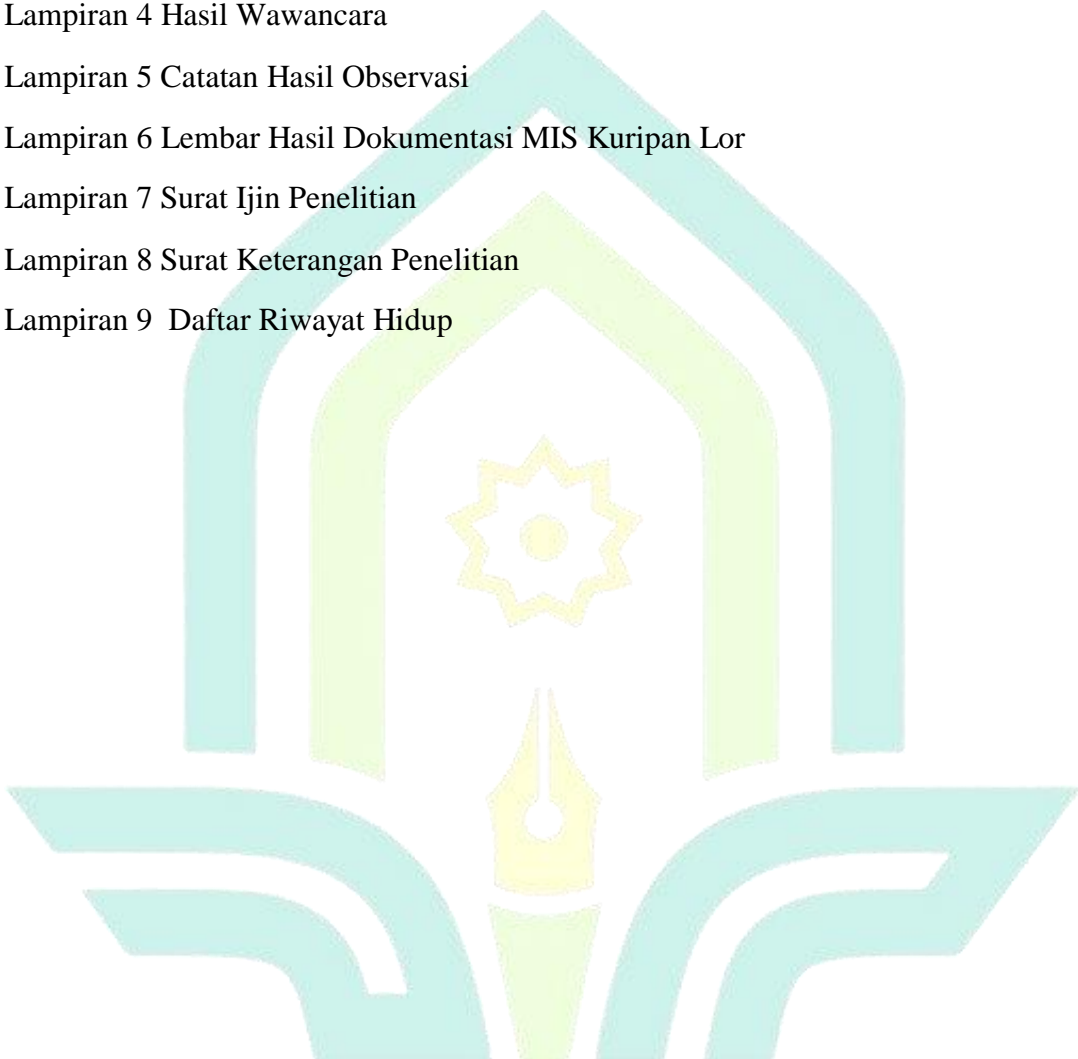 Lampiran 4 Hasil Wawancara
Lampiran 5 Catatan Hasil Observasi
Lampiran 6 Lembar Hasil Dokumentasi MIS Kuripan Lor
Lampiran 7 Surat Ijin Penelitian
Lampiran 8 Surat Keterangan Penelitian
Lampiran 9  Daftar Riwayat Hidup